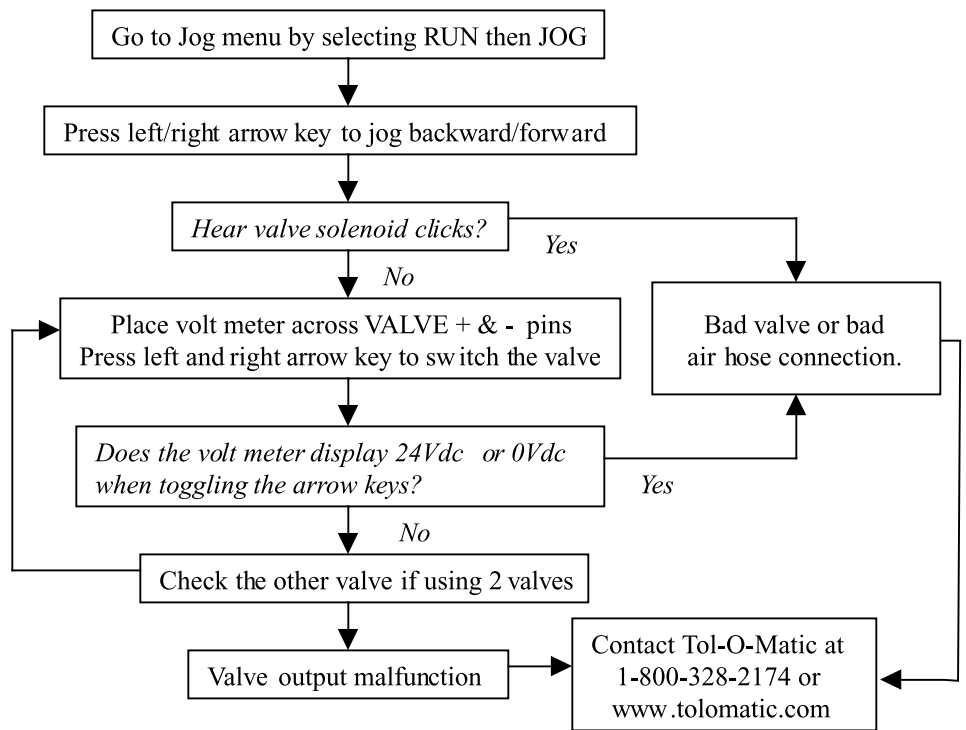 Go to Jog menu by selecting RUN then JOG
Press left/right arrow key to jog backward/forward
Hear valve solenoid clicks?
Yes
No
Place volt meter across VALVE + & - pins
Press left and right arrow key to switch the valve
Bad valve or bad
air hose connection.
Does the volt meter display 24Vdc or 0Vdc
when toggling the arrow keys?
Yes
No
Check the other valve if using 2 valves
Valve output malfunction
Contact Tol-O-Matic at
1-800-328-2174 or
www.tolomatic.com